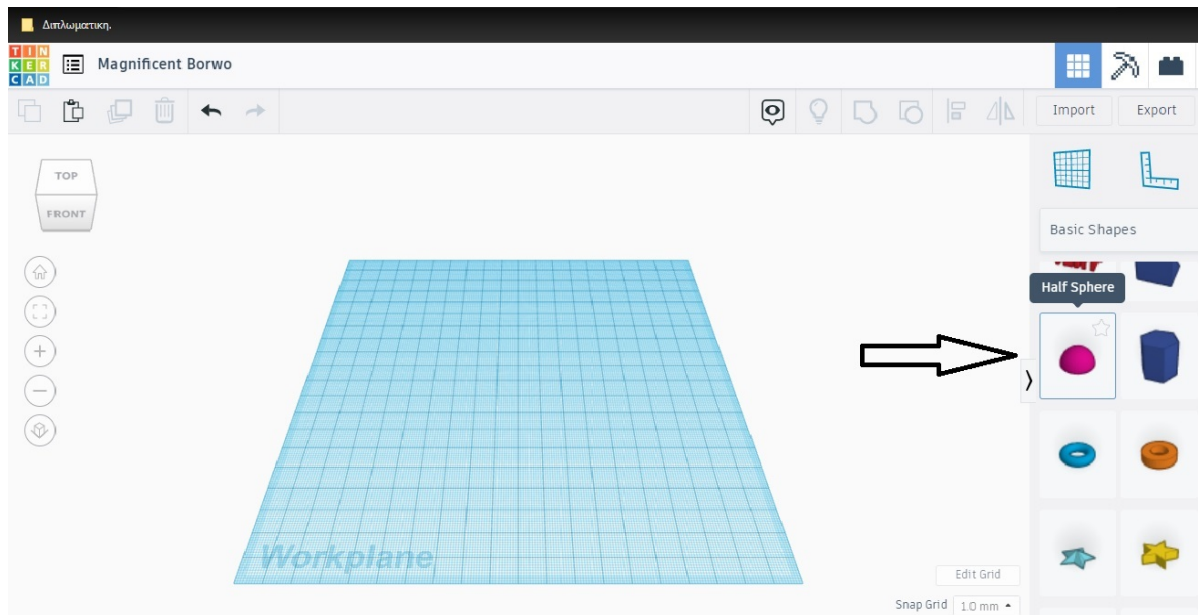 Διπλωματικη.
TIN
KER
CAD
Magnificent Borwo
Import
Export
TOP
FRONT
Basic Shapes
Half Sphere
Workplane
Edit Grid
Snap Grid
1.0 mm